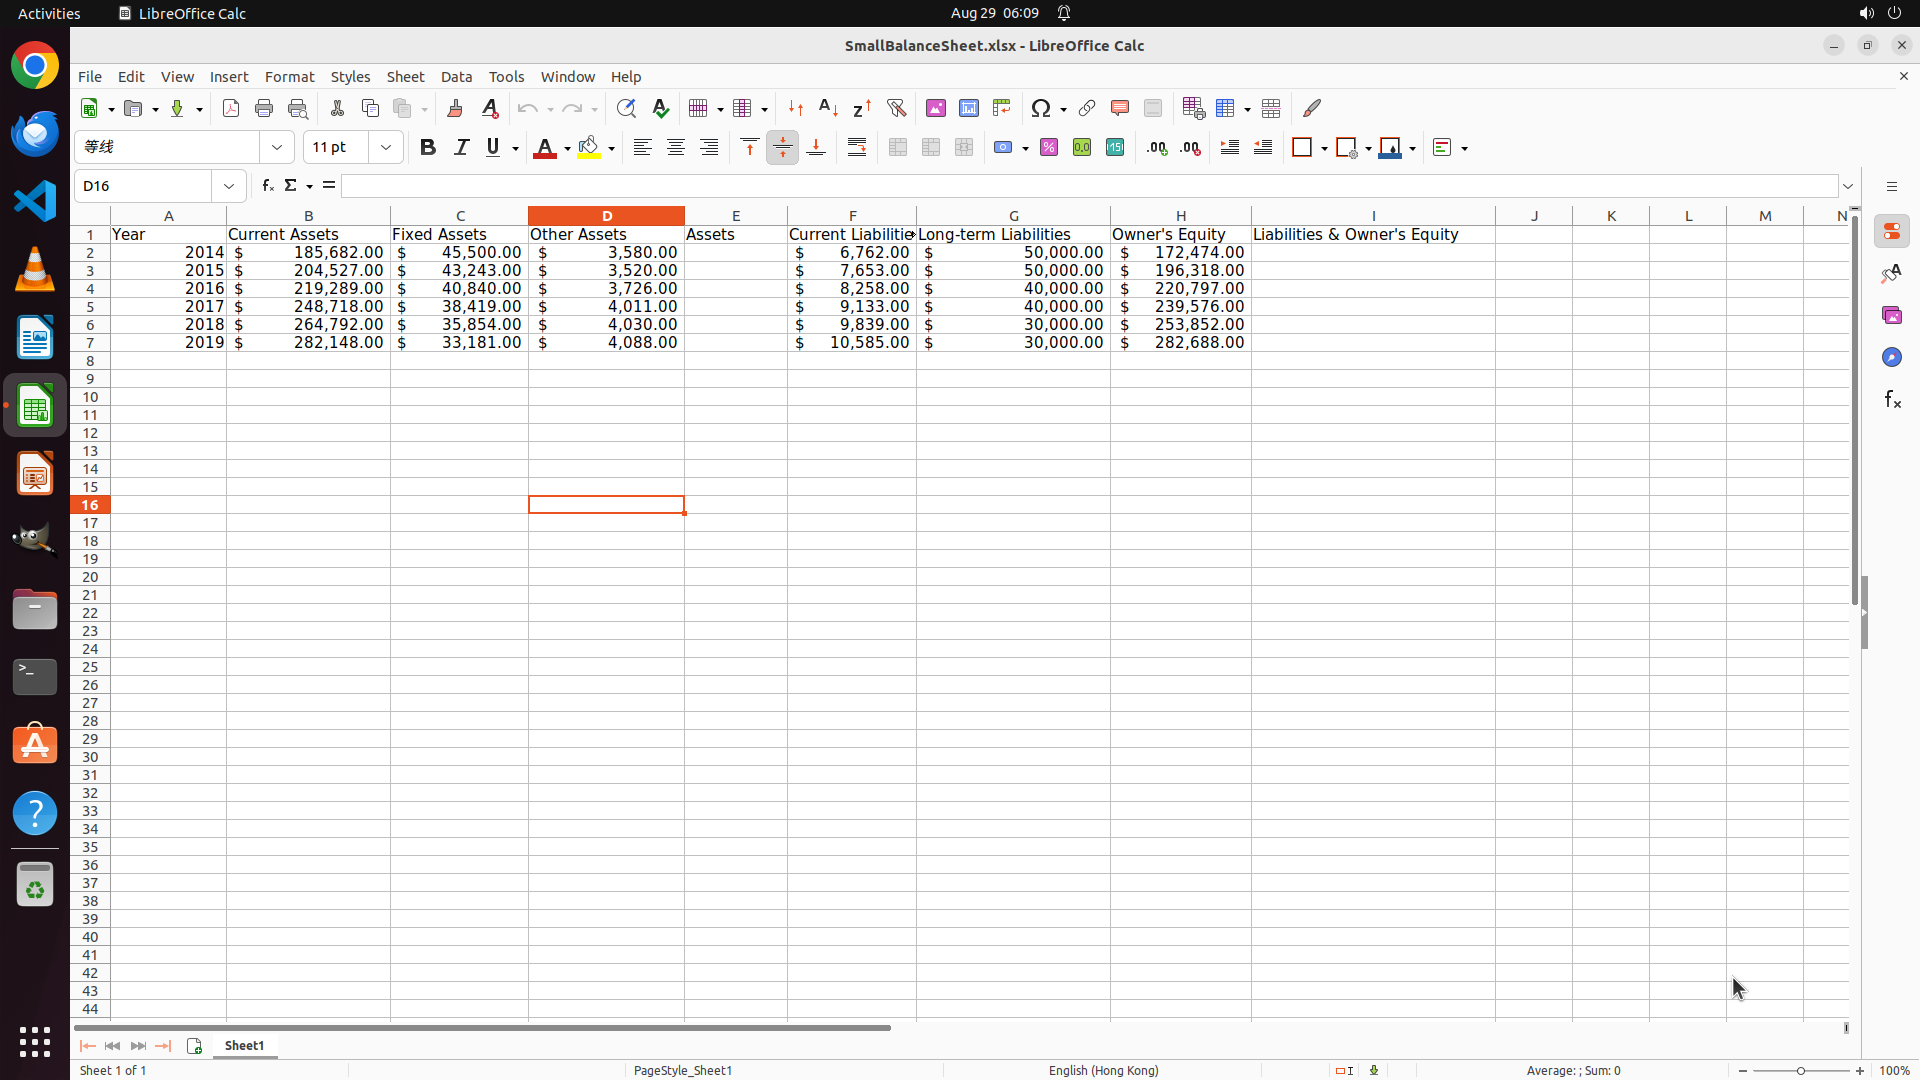 Activities LibreOffice Calc Aug 29 06:09
SmallBalanceSheet.xlsx - LibreOffice Calc
File Edit View Insert Format Styles Sheet Data Tools Window Help
等线 11 pt
D16
A B C D E F G H I J K L M N
1 Year Current Assets Fixed Assets Other Assets Assets Current Liabilitie Long-term Liabilities Owner's Equity Liabilities & Owner's Equity
2 2014 $ 185,682.00 $ 45,500.00 $ 3,580.00 $ 6,762.00 $ 50,000.00 $ 172,474.00
3 2015 $ 204,527.00 $ 43,243.00 $ 3,520.00 $ 7,653.00 $ 50,000.00 $ 196,318.00
4 2016 $ 219,289.00 $ 40,840.00 $ 3,726.00 $ 8,258.00 $ 40,000.00 $ 220,797.00
5 2017 $ 248,718.00 $ 38,419.00 $ 4,011.00 $ 9,133.00 $ 40,000.00 $ 239,576.00
6 2018 $ 264,792.00 $ 35,854.00 $ 4,030.00 $ 9,839.00 $ 30,000.00 $ 253,852.00
7 2019 $ 282,148.00 $ 33,181.00 $ 4,088.00 $ 10,585.00 $ 30,000.00 $ 282,688.00
8
9
10
11
12
13
14
15
16
17
18
19
20
21
22
23
24
25
26
27
28
29
30
31
32
33
34
35
36
37
38
39
40
41
42
43
44
Sheet1
Sheet 1 of 1 PageStyle_Sheet1 English (Hong Kong) Average: ; Sum: 0 100%